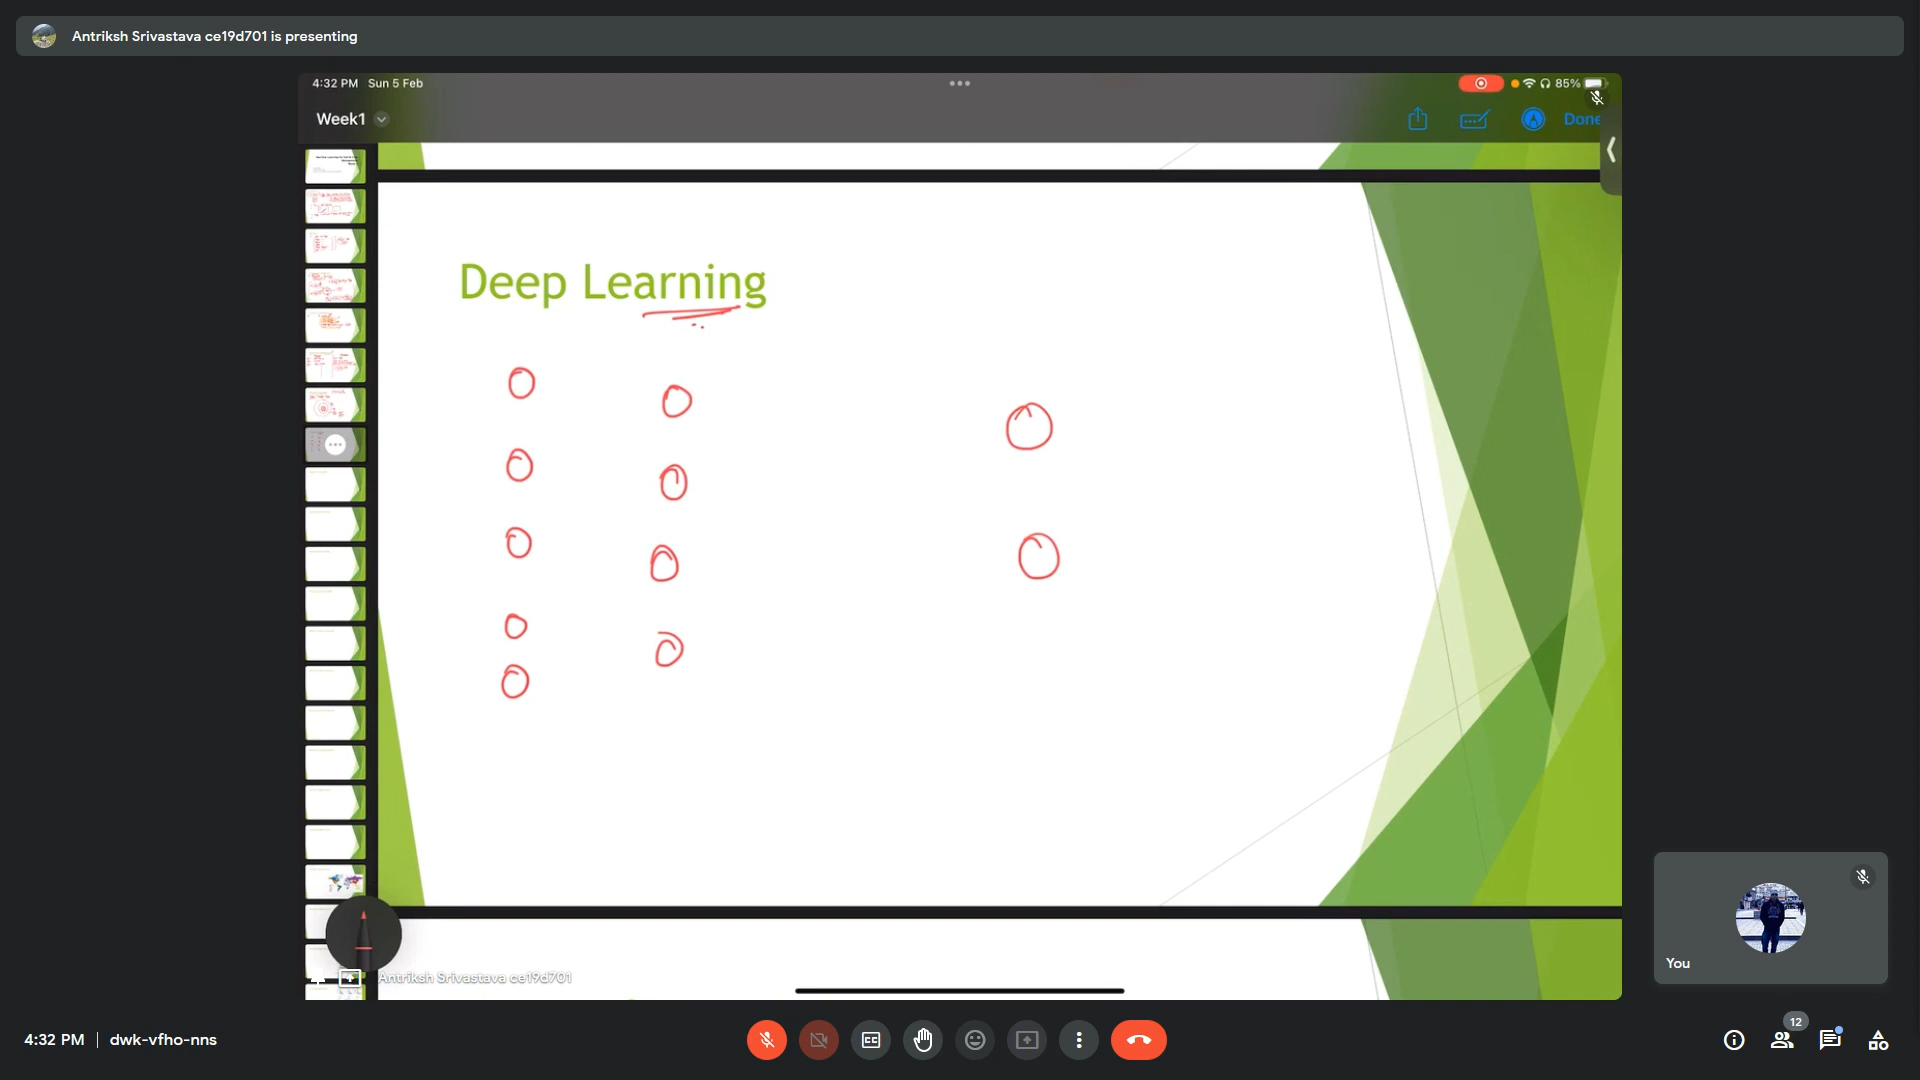 Antriksh Srivastava ce19d701 is presenting
4:32 PM Sun 5 Feb
85%
Week1
Done
Deep Learning
Antriksh Srivastava ce19d701
You
4:32 PM | dwk-vfho-nns
CC
12